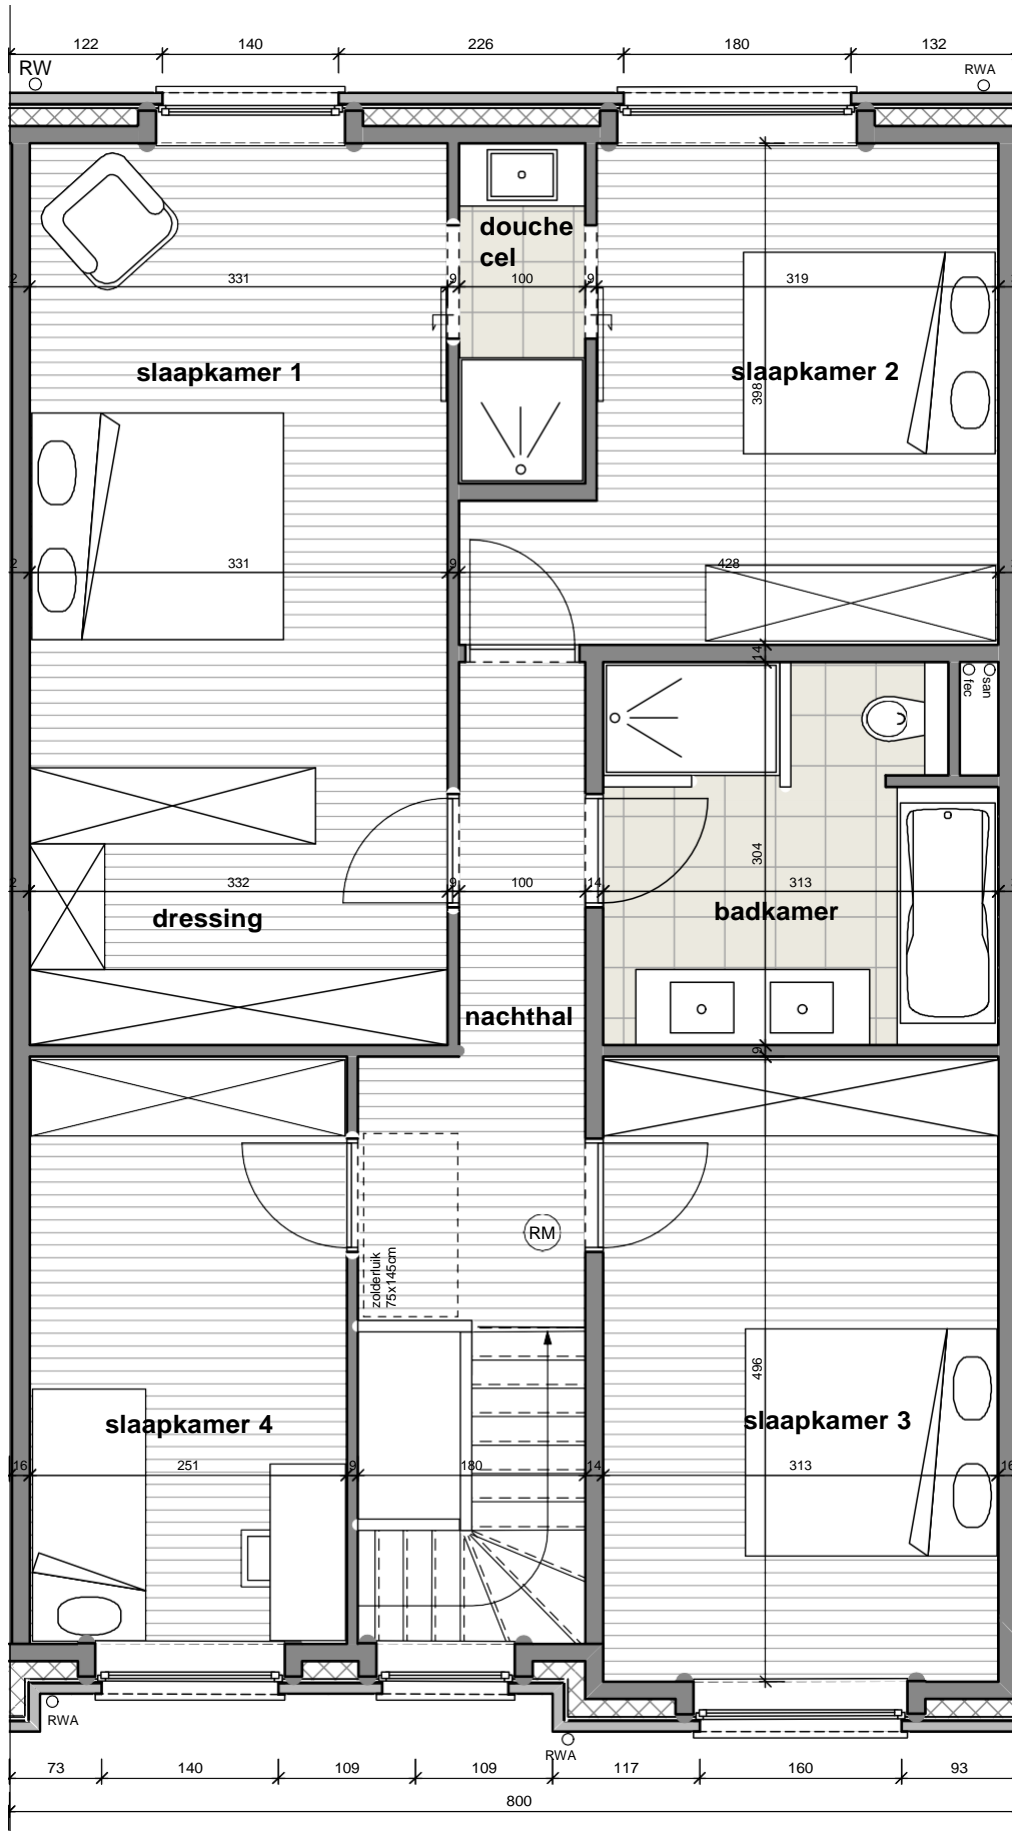 122 140 226 180 132
RW RWA
douche
cel
2 331 9 100 9 319
slaapkamer 1 slaapkamer 2
398
2 331 9 428
14
fec san
304
2 332 9 100 14 313
dressing badkamer
nachthal
9
RM
zolderluik
75x145cm
496
slaapkamer 4 slaapkamer 3
16 251 9 180 14 313 16
RWA
RWA
73 140 109 109 117 160 93
800